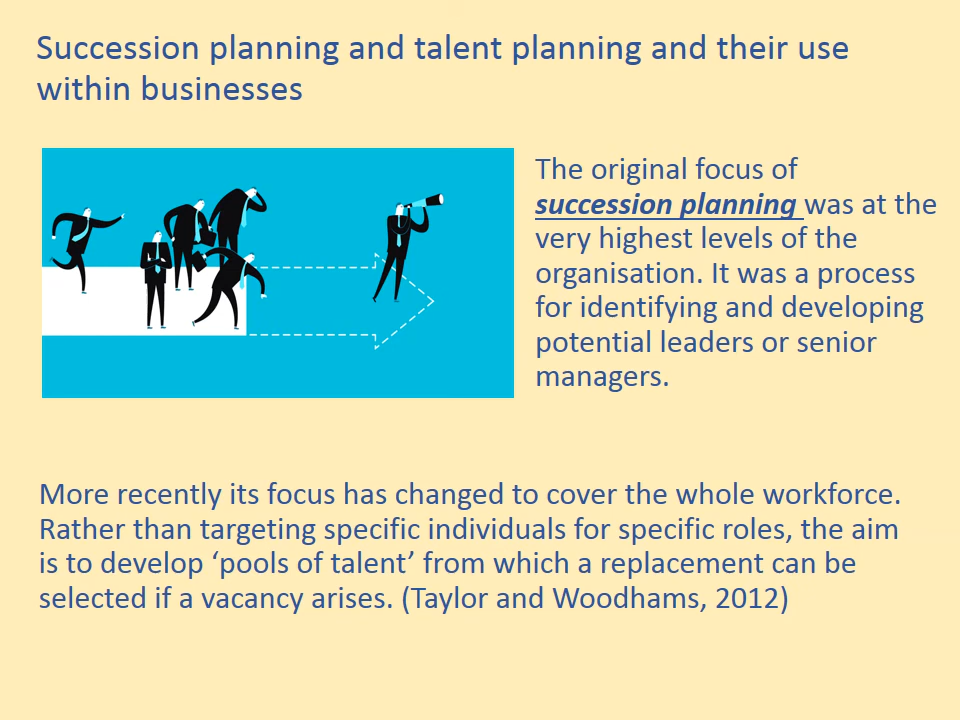 Succession planning and talent planning and their use
within businesses
The original focus of
succession planning was at the
very highest levels of the
organisation. It was a process
for identifying and developing
potential leaders or senior
managers.
More recently its focus has changed to cover the whole workforce.
Rather than targeting specific individuals for specific roles, the aim
is to develop ‘pools of talent’ from which a replacement can be
selected if a vacancy arises. (Taylor and Woodhams, 2012)